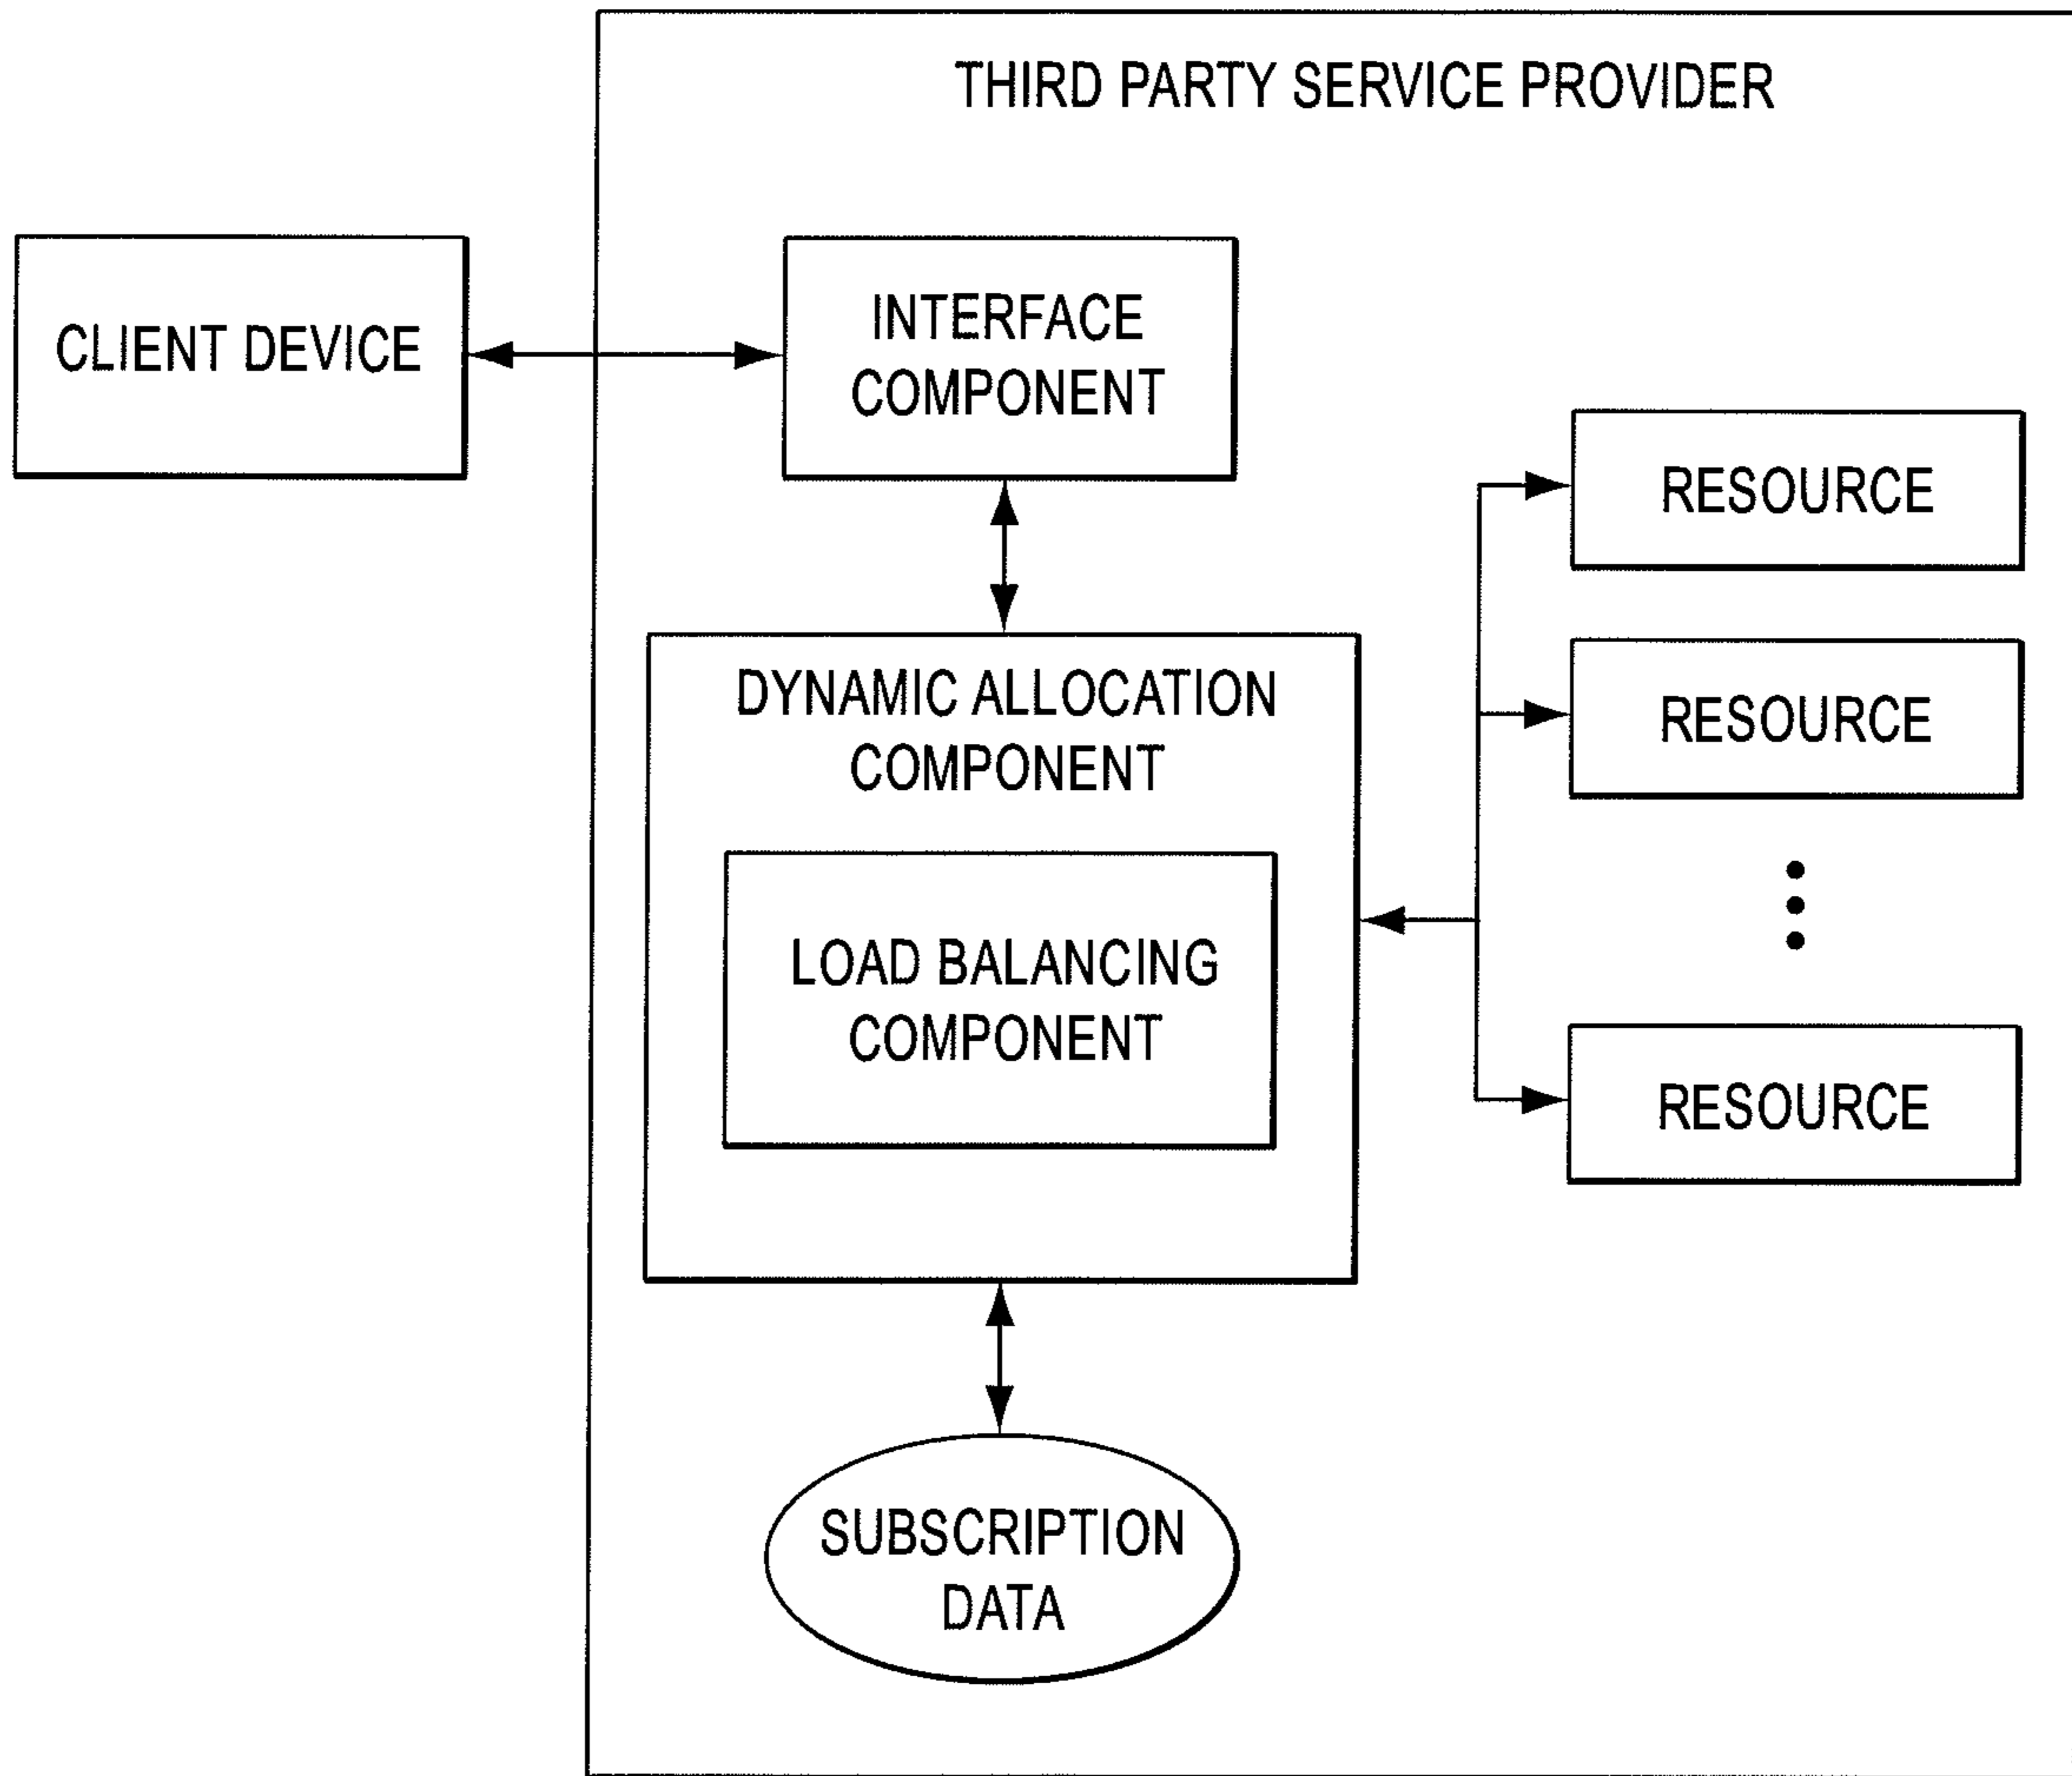 THIRD PARTY SERVICE PROVIDER
CLIENT DEVICE
INTERFACE
COMPONENT
RESOURCE
DYNAMIC ALLOCATION
COMPONENT
RESOURCE
LOAD BALANCING
COMPONENT
RESOURCE
SUBSCRIPTION
DATA